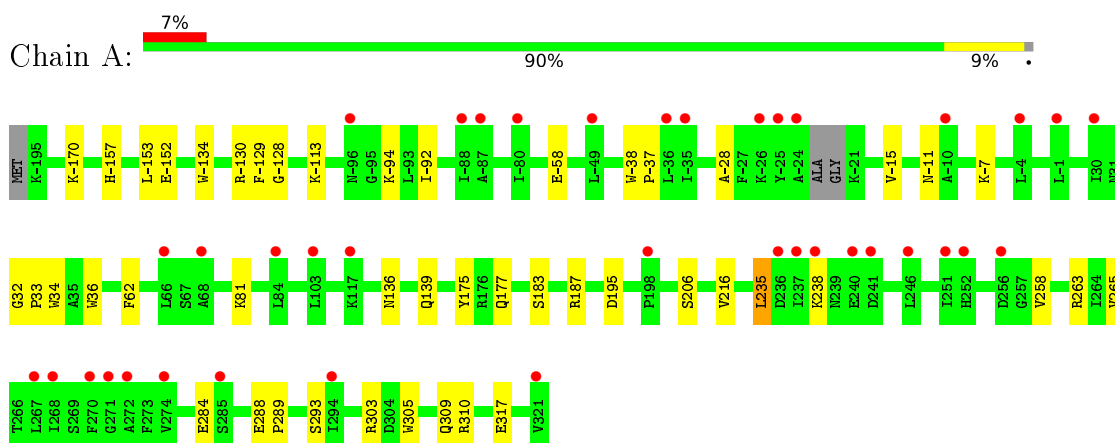 7%
Chain A:
90%
9%
MET K-195 K-170 H-157 L-153 E-152 W-134 R-130 F-129 G-128 K-113 N-96 G-95 K-94 L-93 I-92 I-88 A-87 I-80 E-58 L-49 W-38 P-37 L-36 I-35 A-28 F-27 K-26 Y-25 A-24 ALA GLY K-21 V-15 N-11 A-10 K-7 L-4 L-1 I30 N31
G32 P33 W34 A35 W36 F62 L66 S67 A68 K81 L84 L103 K117 N136 Q139 Y175 R176 Q177 S183 R187 D195 P198 S206 V216 L235 D236 I237 K238 N239 H240 D241 L246 I251 H252 D256 G257 V258 R263 I264 V265
T266 L267 I268 S269 F270 G271 A272 F273 V274 E284 S285 E288 P289 S293 I294 R303 D304 W305 Q309 R310 E317 V321